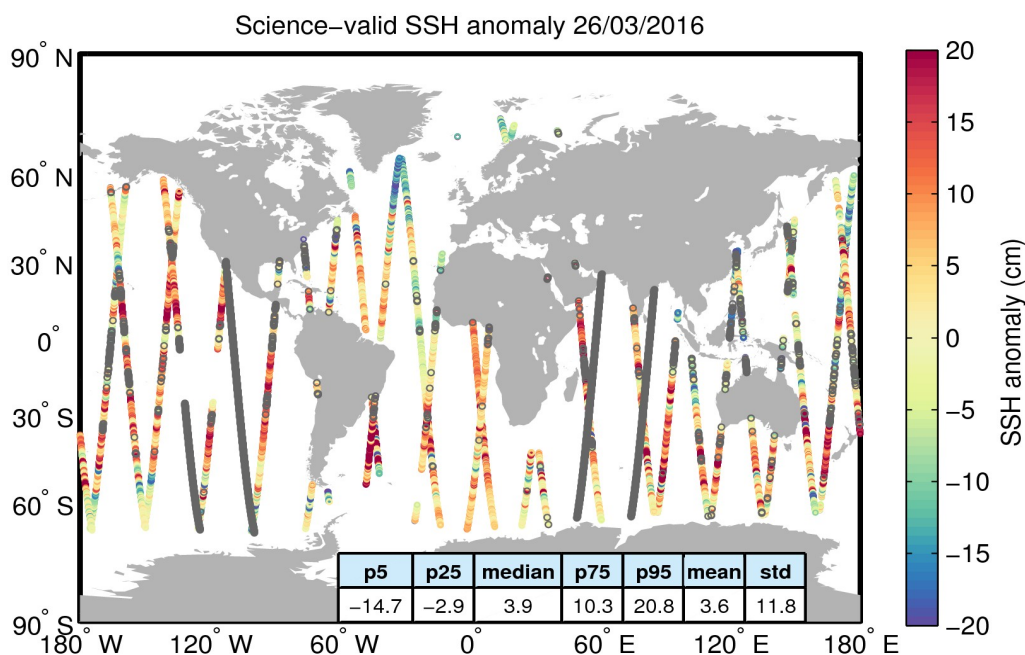 Science−valid SSH anomaly 26/03/2016
90° N
60° N
30° N
0°
30° S
60° S
90° S
180° W
120° W
60° W
0°
60° E
120° E
180° E
p5 p25 median p75 p95 mean std
−14.7 −2.9 3.9 10.3 20.8 3.6 11.8
20
15
10
5
0
−5
−10
−15
−20
SSH anomaly (cm)